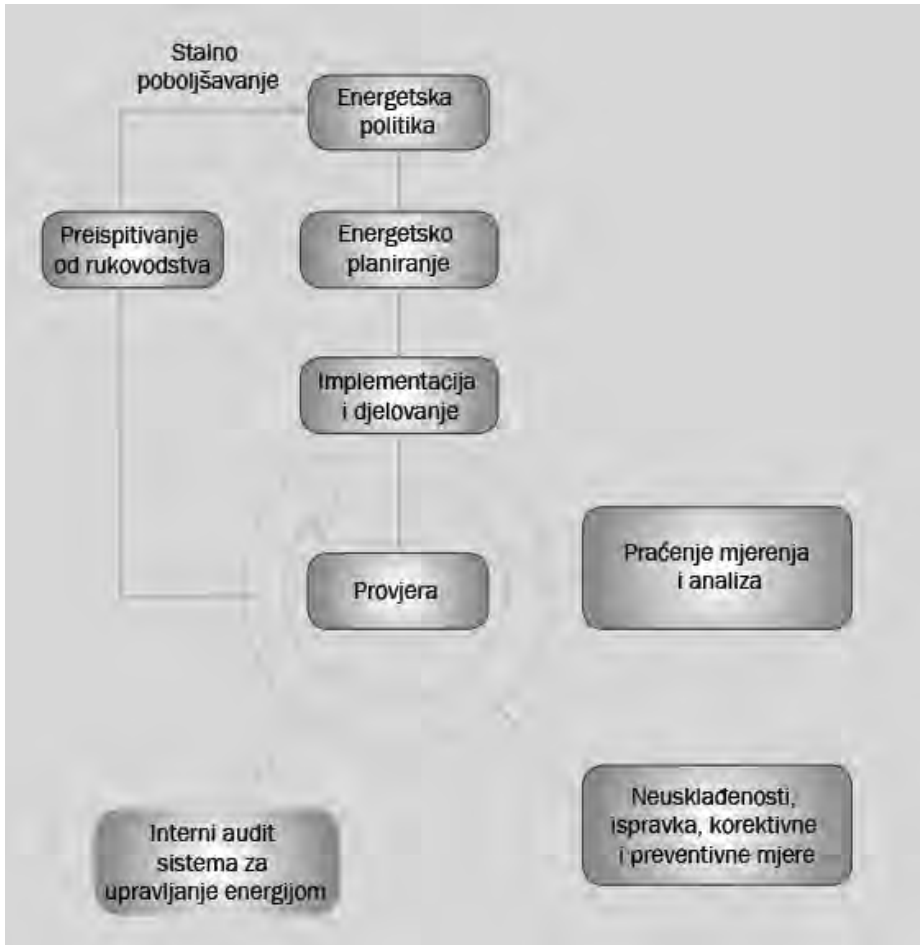 Stalno
poboljšavanje
Energetska
politika
Preispitivanje
od rukovodstva
Energetsko
planiranje
Implementacija
i djelovanje
Provjera
Praćenje mjerenja
i analiza
Interni audit
sistema za
upravljanje energijom
Neusklađenosti,
ispravka, korektivne
i preventivne mjere